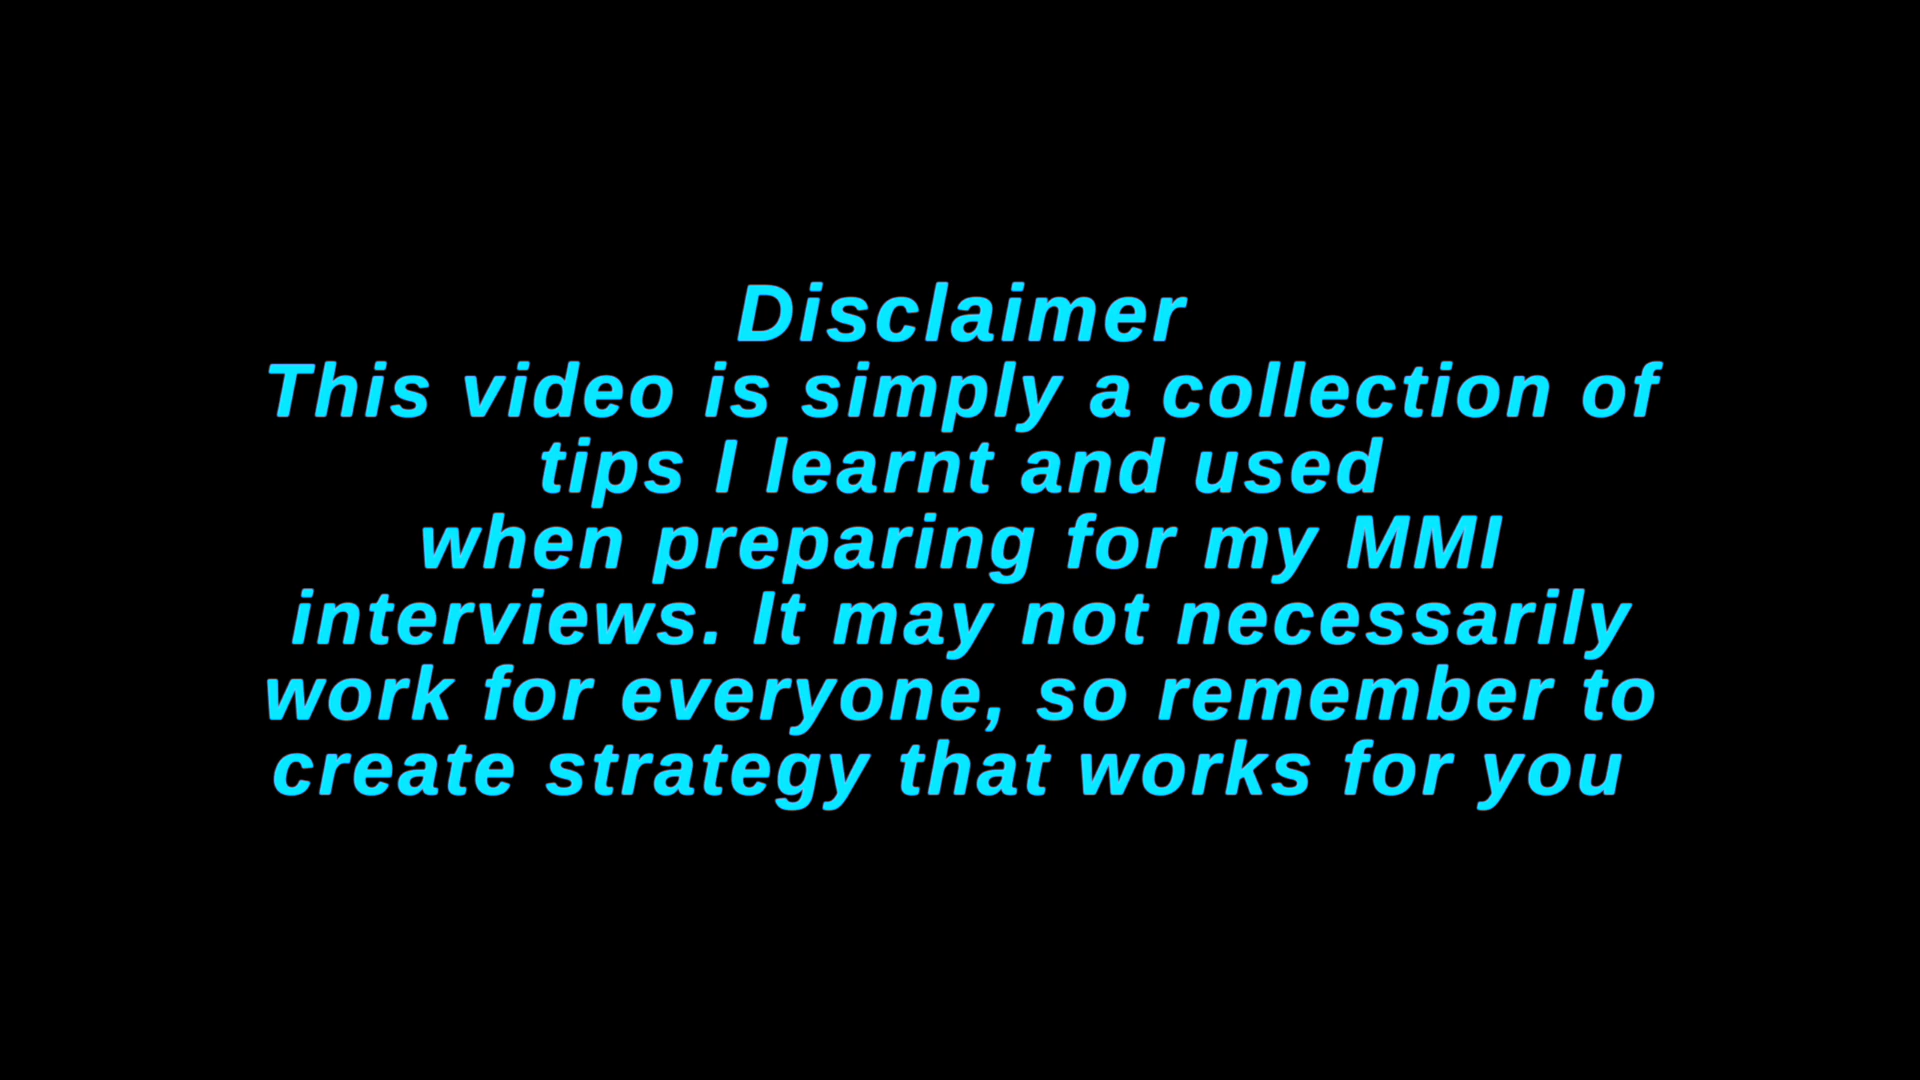 Disclaimer
This video is simply a collection of
tips I learnt and used
when preparing for my MMI
interviews. It may not necessarily
work for everyone, so remember to
create strategy that works for you